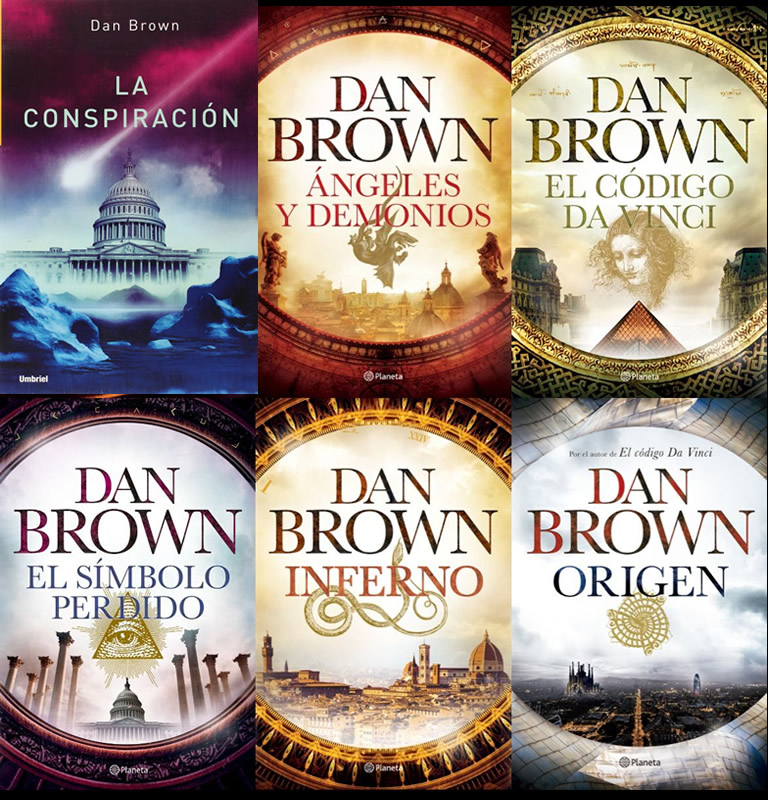 Dan Brown
LA
CONSPIRACIÓN
Umbriel
DAN
BROWN
ÁNGELES
Y DEMONIOS
Planeta
DAN
BROWN
EL CÓDIGO
DA VINCI
Planeta
DAN
BROWN
EL SÍMBOLO
PERDIDO
Planeta
XXIV
DAN
BROWN
INFERNO
Planeta
Por el autor de El código Da Vinci
DAN
BROWN
ORIGEN
Planeta